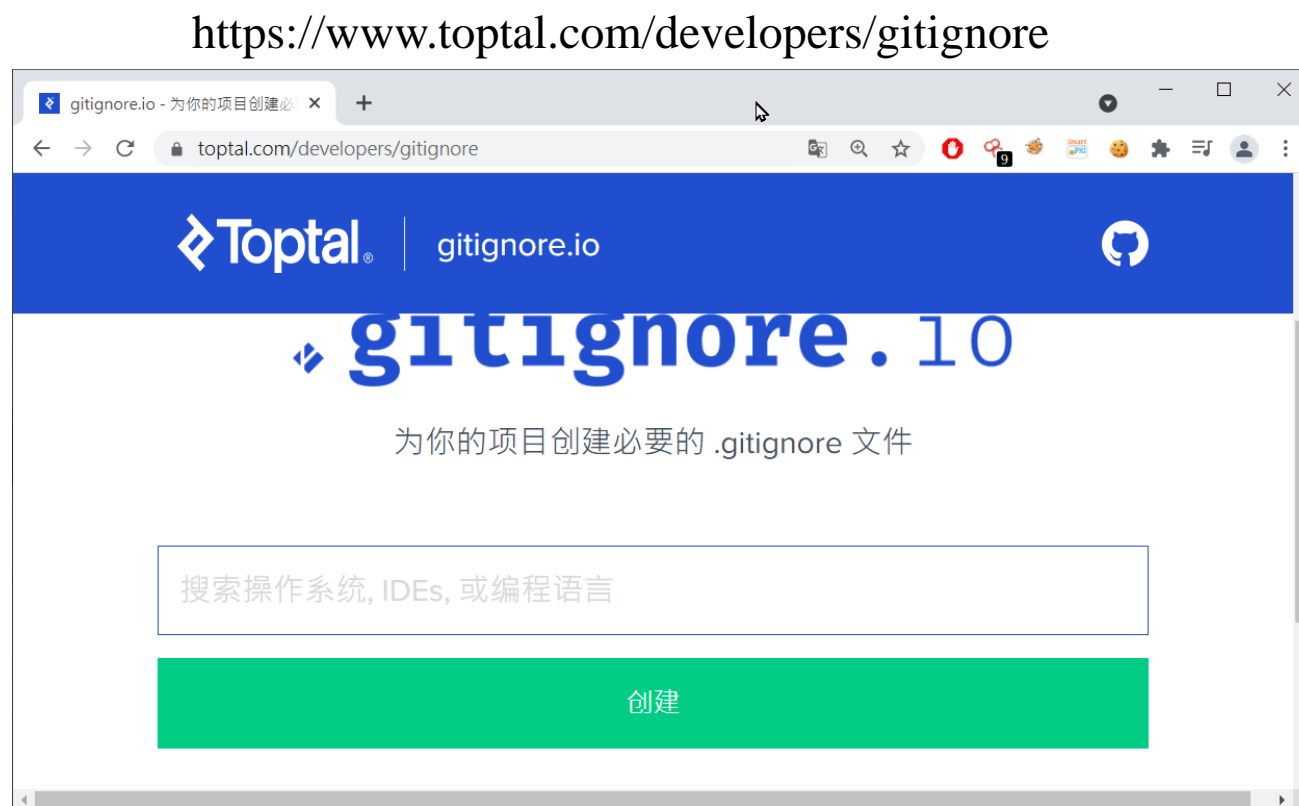 https://www.toptal.com/developers/gitignore
gitignore.io - 为你的项目创建必
toptal.com/developers/gitignore
9
Toptal® gitignore.io
gitignore.io
为你的项目创建必要的 .gitignore 文件
搜索操作系统, IDEs, 或编程语言
创建